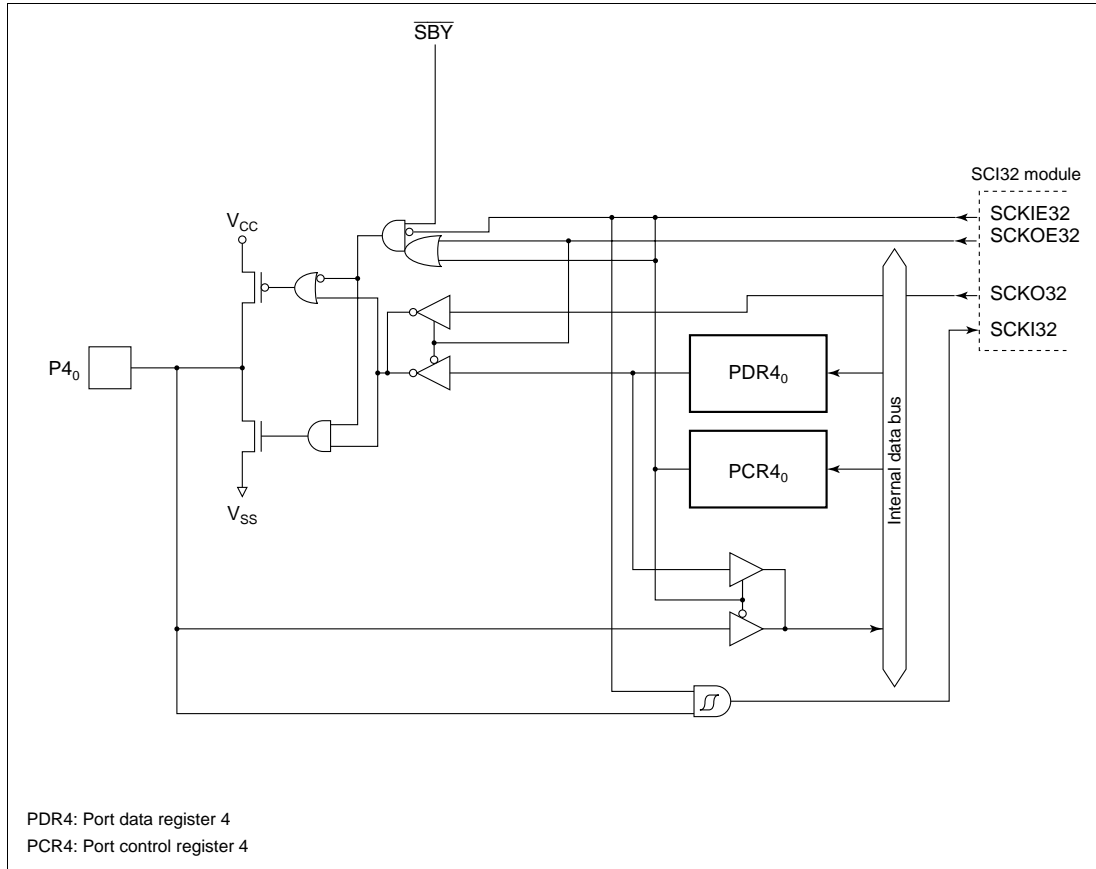 SBY
SCI32 module
SCKIE32
SCKOE32
SCKO32
SCKI32
VCC
P40
PDR40
PCR40
Internal data bus
VSS
PDR4: Port data register 4
PCR4: Port control register 4